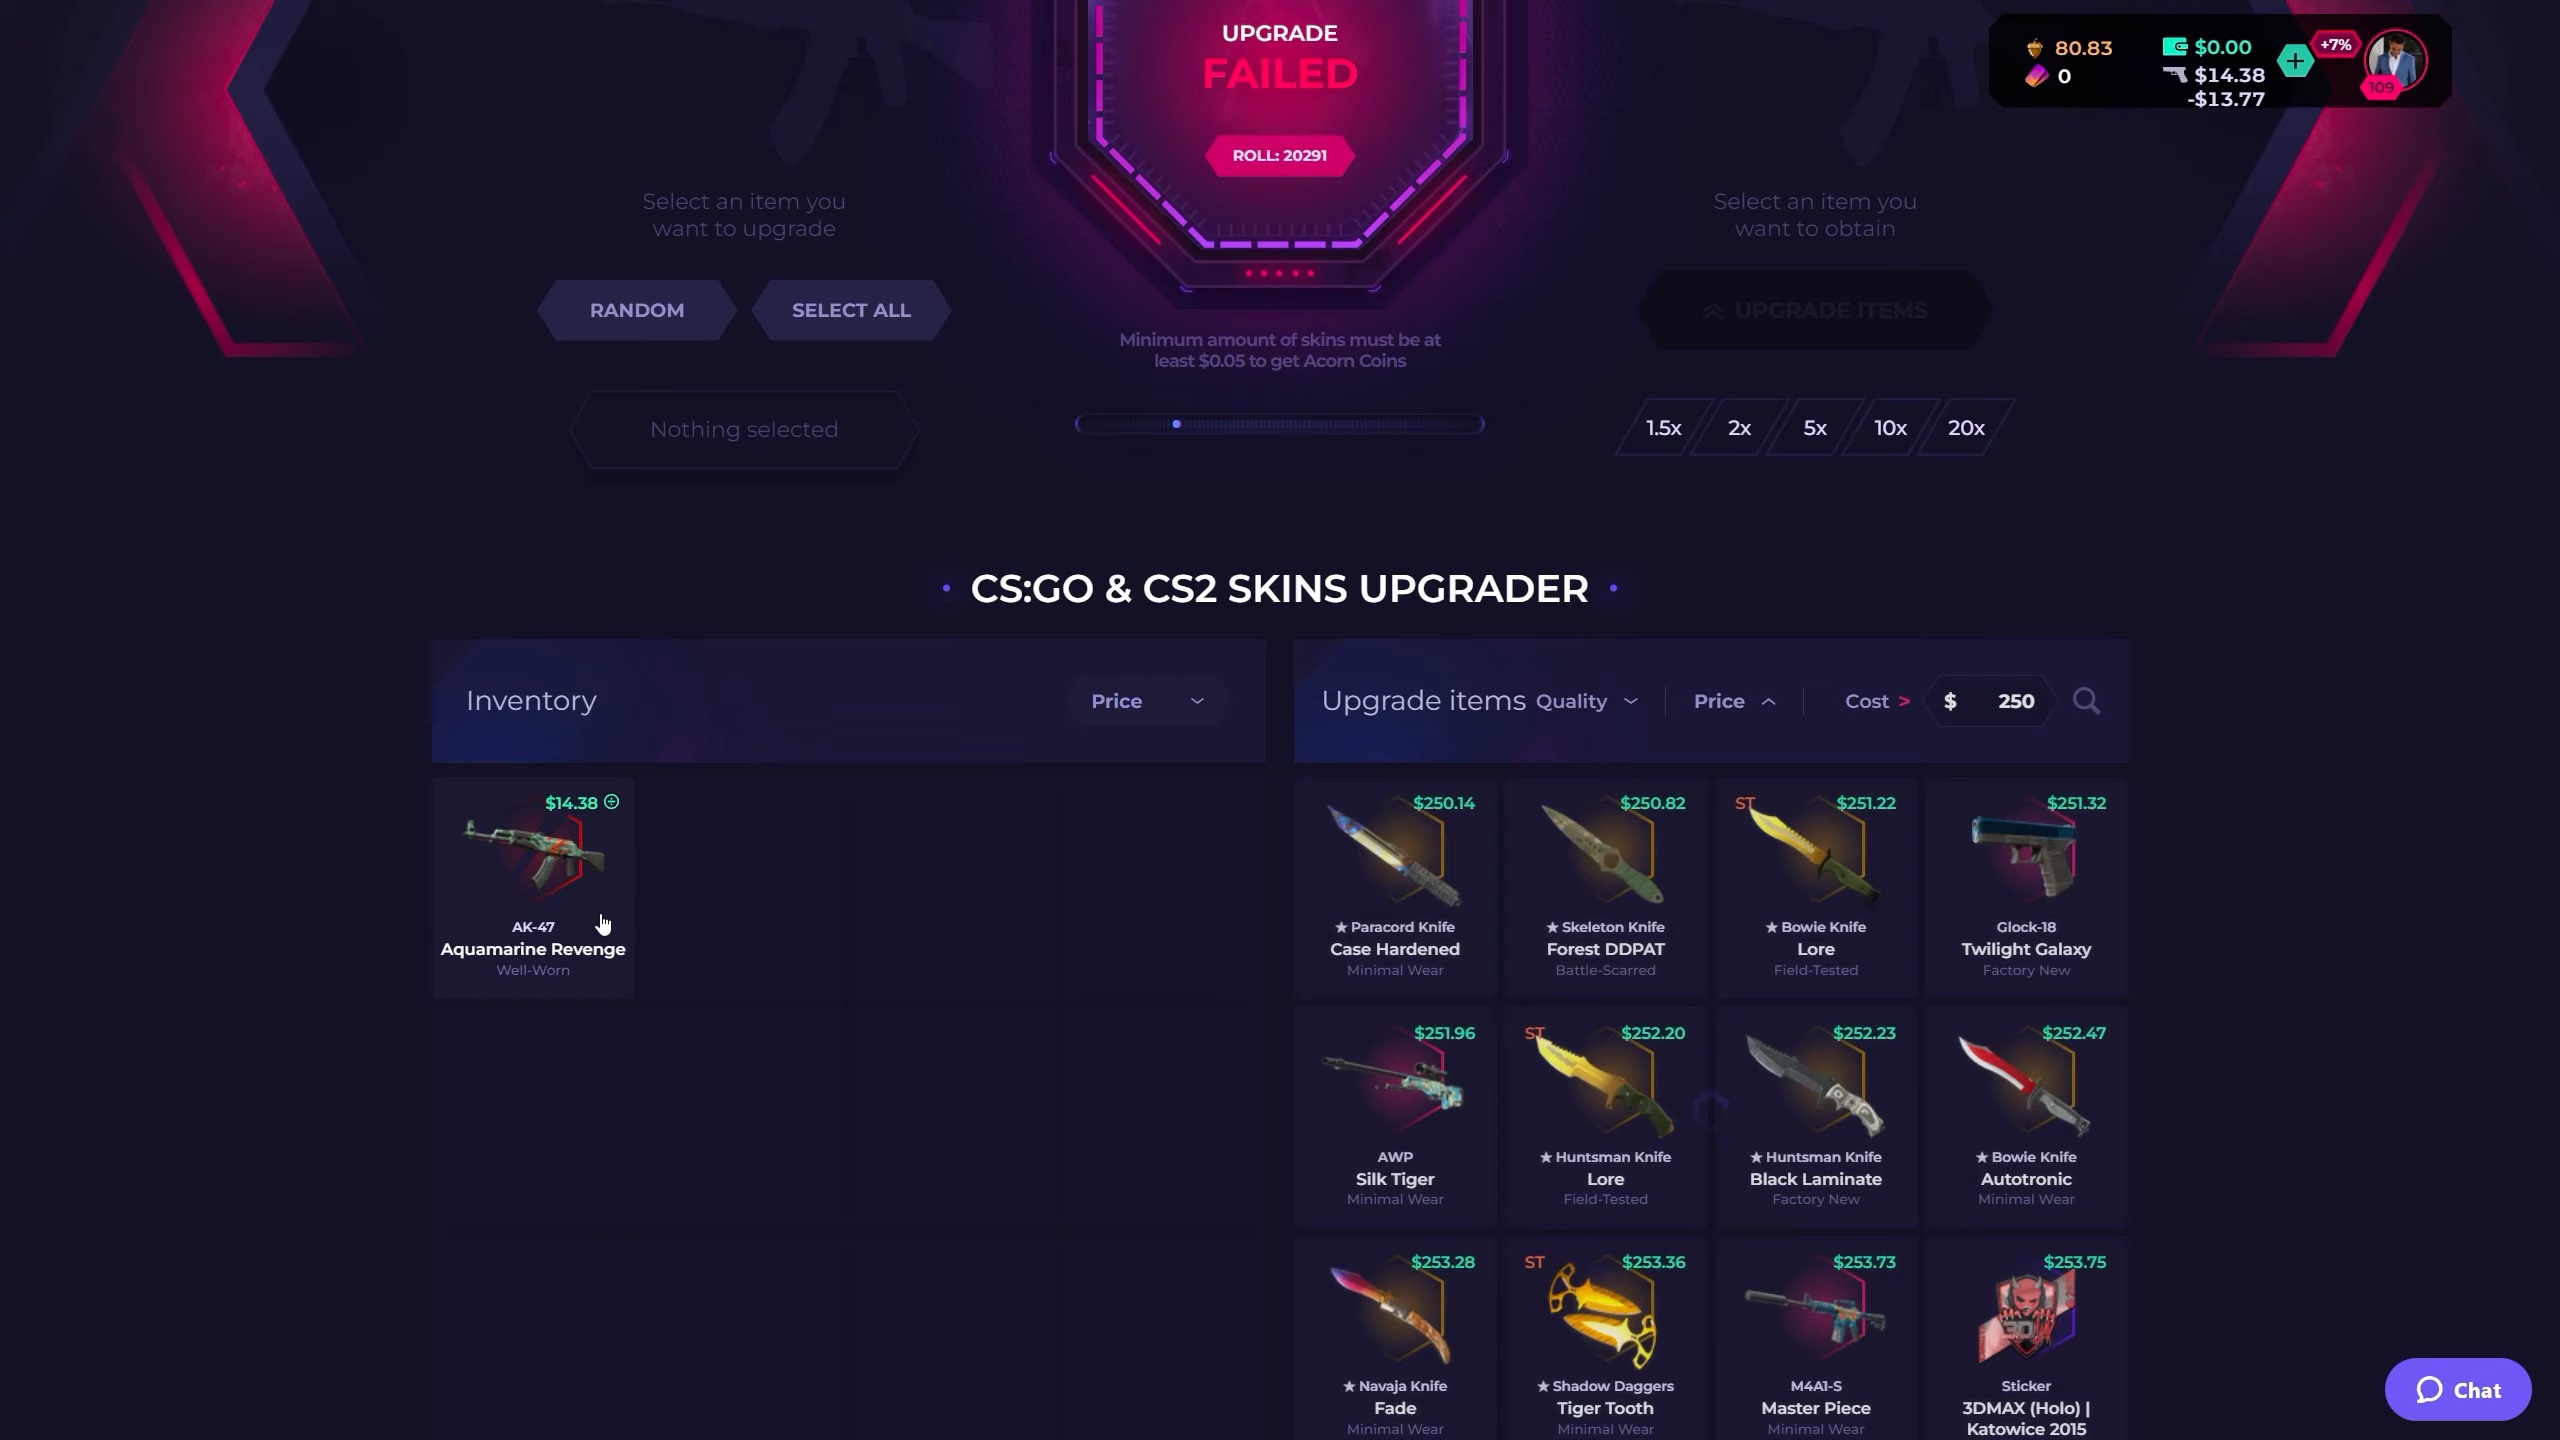 UPGRADE
FAILED
ROLL: 20291
80.83
0
$0.00
$14.38
-$13.77
+7%
109
Select an item you
want to upgrade
RANDOM
SELECT ALL
Nothing selected
Minimum amount of skins must be at
least $0.05 to get Acorn Coins
Select an item you
want to obtain
UPGRADE ITEMS
1.5x
2x
5x
10x
20x
CS:GO & CS2 SKINS UPGRADER
Inventory
Price
$14.38
AK-47
Aquamarine Revenge
Well-Worn
Upgrade items
Quality
Price
Cost >
$ 250
$250.14
★ Paracord Knife
Case Hardened
Minimal Wear
$250.82
★ Skeleton Knife
Forest DDPAT
Battle-Scarred
ST
$251.22
★ Bowie Knife
Lore
Field-Tested
$251.32
Glock-18
Twilight Galaxy
Factory New
$251.96
AWP
Silk Tiger
Minimal Wear
ST
$252.20
★ Huntsman Knife
Lore
Field-Tested
$252.23
★ Huntsman Knife
Black Laminate
Factory New
$252.47
★ Bowie Knife
Autotronic
Minimal Wear
$253.28
★ Navaja Knife
Fade
Minimal Wear
ST
$253.36
★ Shadow Daggers
Tiger Tooth
Minimal Wear
$253.73
M4A1-S
Master Piece
Minimal Wear
$253.75
3D
Sticker
3DMAX (Holo) |
Katowice 2015
Chat